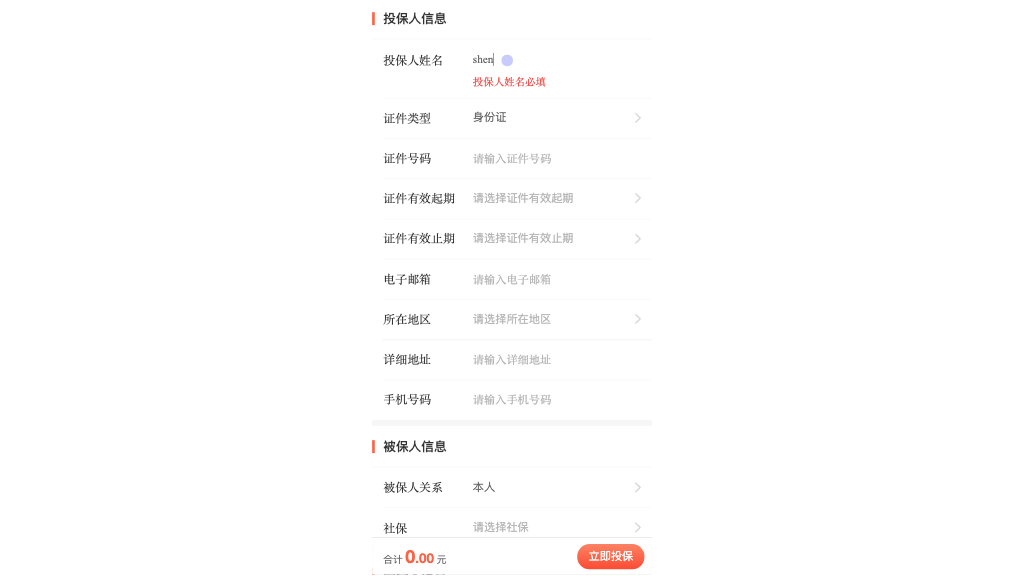 投保人信息
投保人姓名 shen
投保人姓名必填
证件类型 身份证
证件号码 请输入证件号码
证件有效起期 请选择证件有效起期
证件有效止期 请选择证件有效止期
电子邮箱 请输入电子邮箱
所在地区 请选择所在地区
详细地址 请输入详细地址
手机号码 请输入手机号码
被保人信息
被保人关系 本人
社保 请选择社保
合计 0.00 元 立即投保